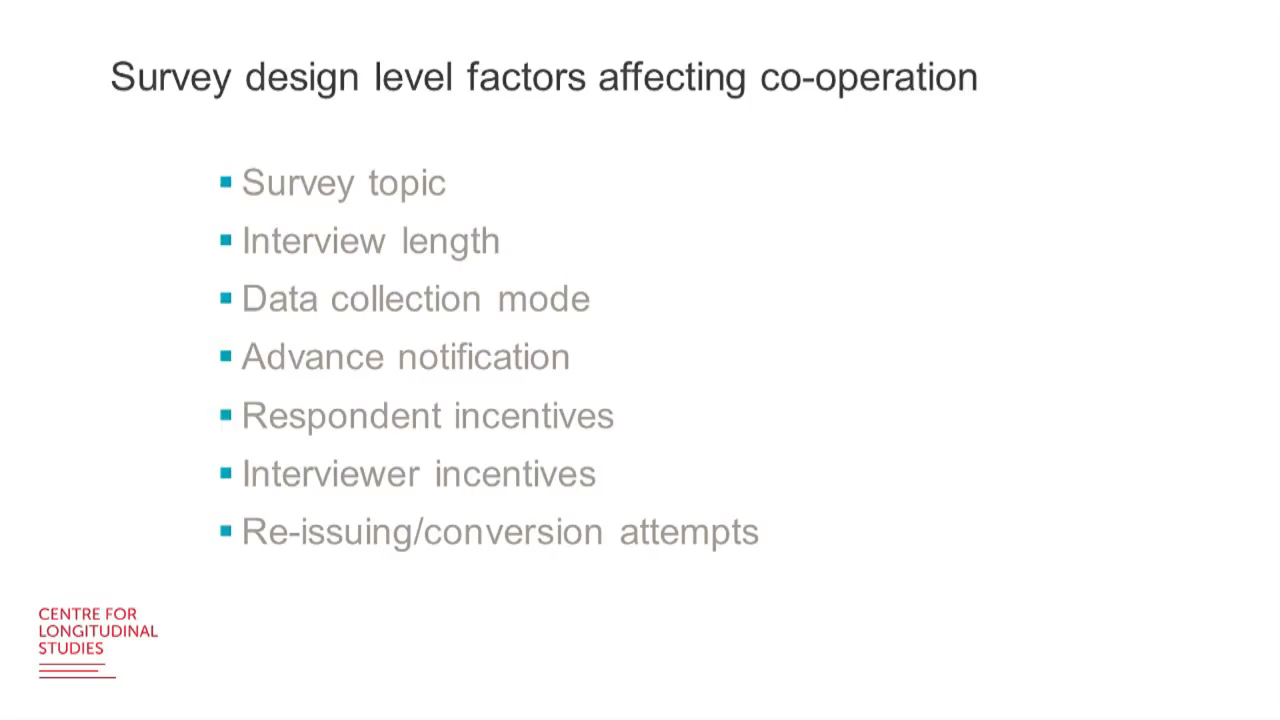 Survey design level factors affecting co-operation
Survey topic
Interview length
Data collection mode
Advance notification
Respondent incentives
Interviewer incentives
Re-issuing/conversion attempts
CENTRE FOR
LONGITUDINAL
STUDIES